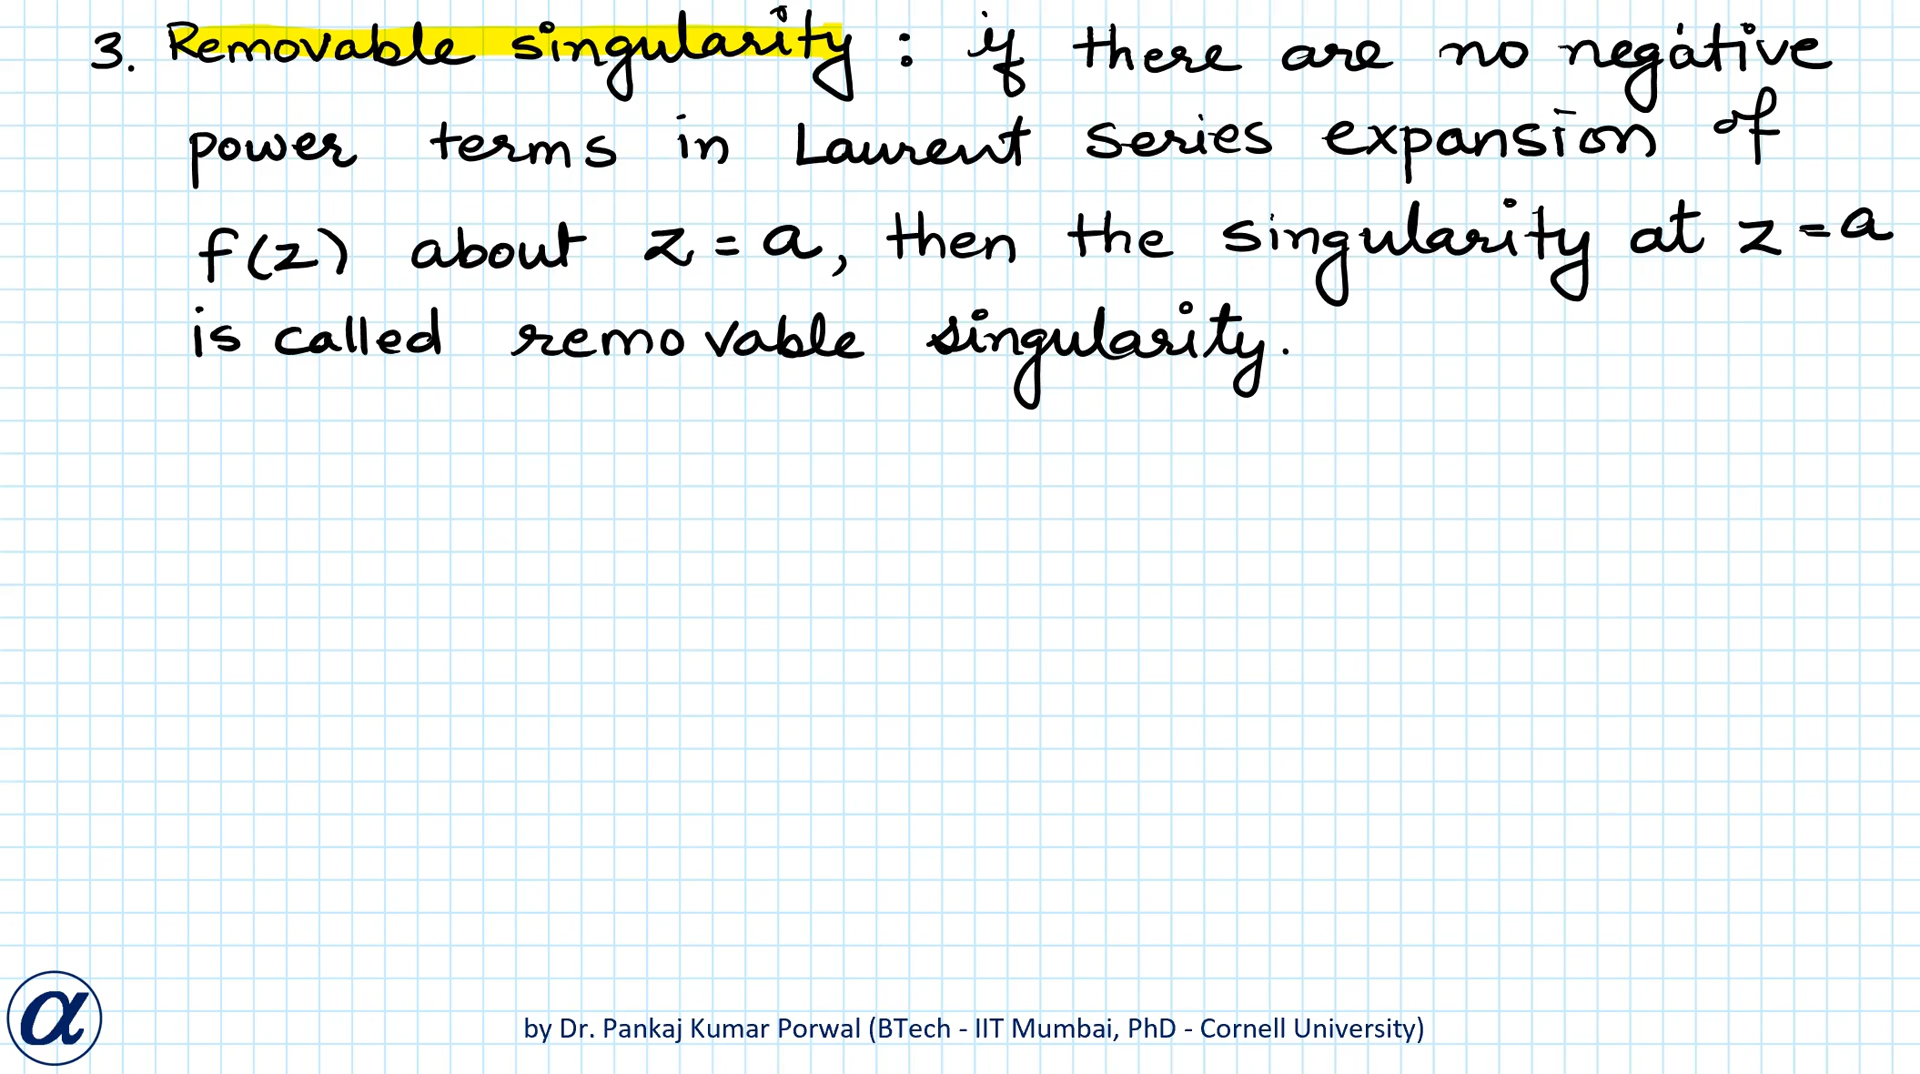 3. Removable singularity : if there are no negative
power terms in Laurent series expansion of
f(z) about z = a, then the singularity at z = a
is called removable singularity.
α
by Dr. Pankaj Kumar Porwal (BTech - IIT Mumbai, PhD - Cornell University)